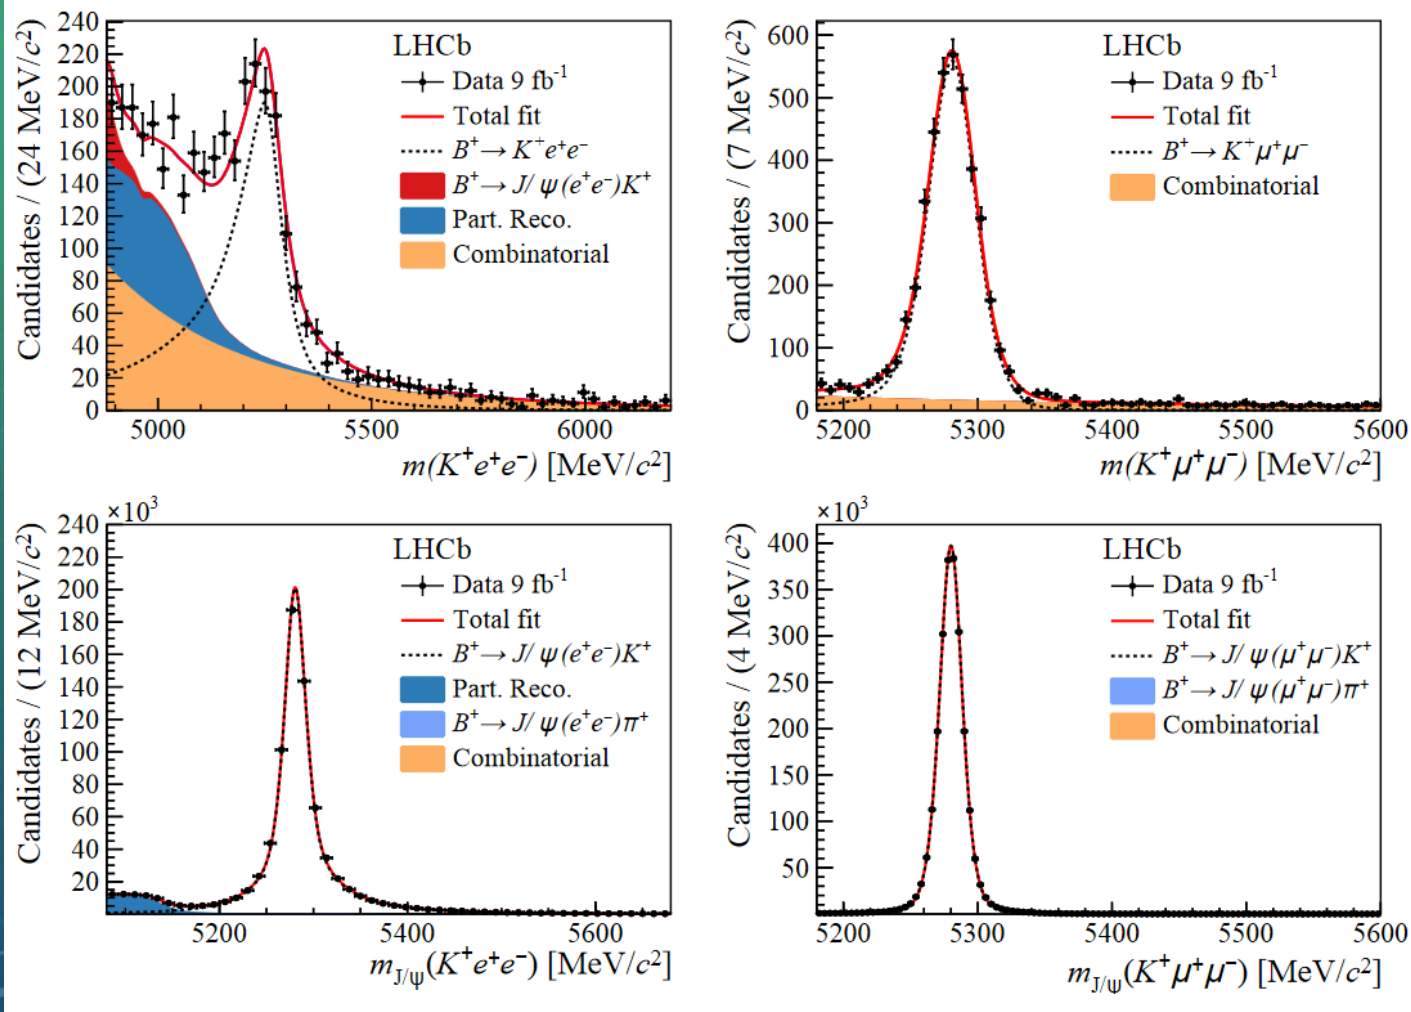 Candidates / (24 MeV/c²)
240
220
200
180
160
140
120
100
80
60
40
20
0
LHCb
Data 9 fb⁻¹
Total fit
B⁺→ K⁺e⁺e⁻
B⁺→ J/ψ(e⁺e⁻)K⁺
Part. Reco.
Combinatorial
5000 5500 6000
m(K⁺e⁺e⁻) [MeV/c²]
Candidates / (7 MeV/c²)
600
500
400
300
200
100
0
LHCb
Data 9 fb⁻¹
Total fit
B⁺→ K⁺μ⁺μ⁻
Combinatorial
5200 5300 5400 5500 5600
m(K⁺μ⁺μ⁻) [MeV/c²]
Candidates / (12 MeV/c²)
×10³
240
220
200
180
160
140
120
100
80
60
40
20
LHCb
Data 9 fb⁻¹
Total fit
B⁺→ J/ψ(e⁺e⁻)K⁺
Part. Reco.
B⁺→ J/ψ(e⁺e⁻)π⁺
Combinatorial
5200 5400 5600
m_J/ψ(K⁺e⁺e⁻) [MeV/c²]
Candidates / (4 MeV/c²)
×10³
400
350
300
250
200
150
100
50
LHCb
Data 9 fb⁻¹
Total fit
B⁺→ J/ψ(μ⁺μ⁻)K⁺
B⁺→ J/ψ(μ⁺μ⁻)π⁺
Combinatorial
5200 5300 5400 5500 5600
m_J/ψ(K⁺μ⁺μ⁻) [MeV/c²]